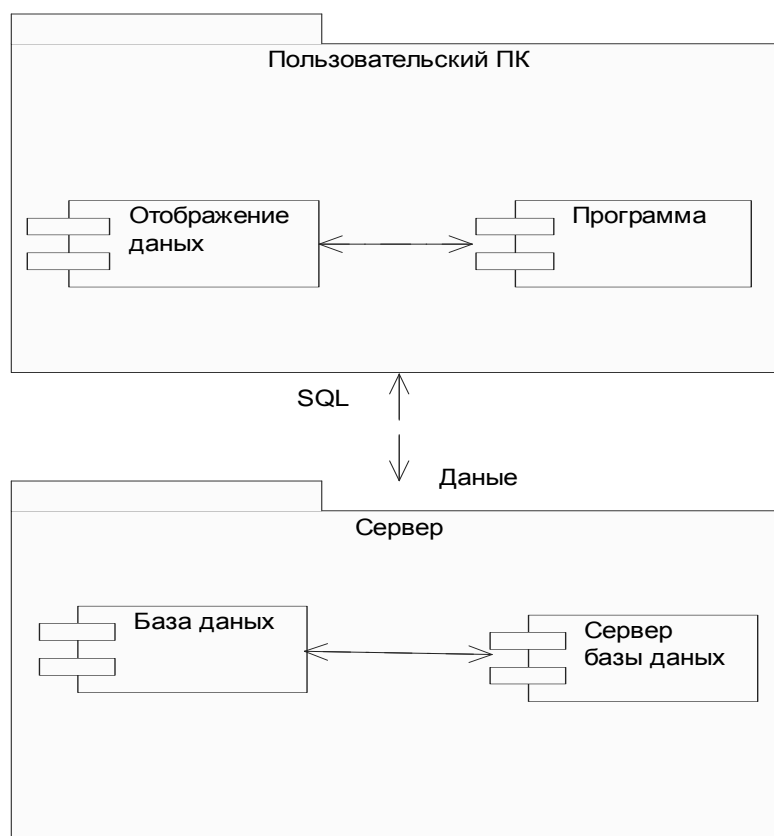 Пользовательский ПК
Отображение
даных
Программа
SQL
Даные
Сервер
База даных
Сервер
базы даных